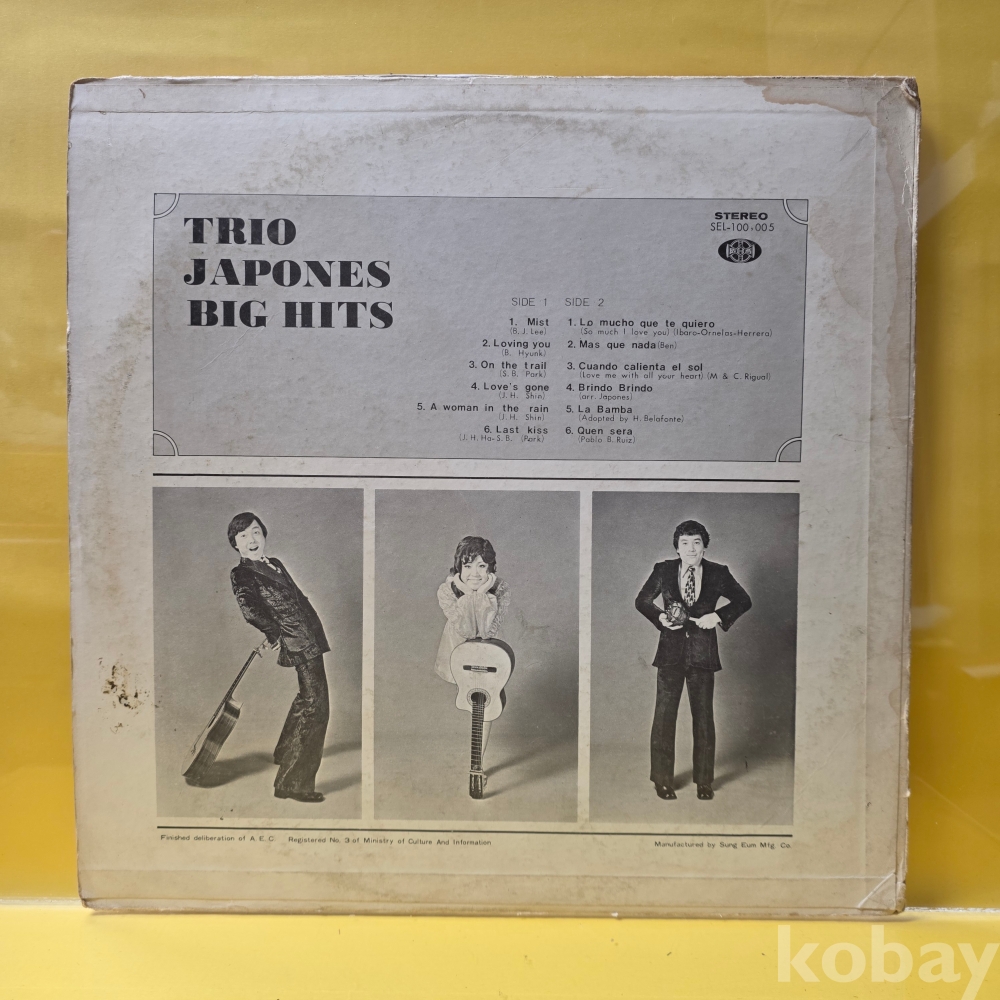 TRIO
JAPONES
BIG HITS
STEREO
SEL-100,005
SIDE 1
1. Mist
(B. J. Lee)
2. Loving you
(B. Hyunk)
3. On the trail
(S. B. Park)
4. Love's gone
(J. H. Shin)
5. A woman in the rain
(J. H. Shin)
6. Last kiss
(J. H. Ha-S. B. Park)
SIDE 2
1. Lo mucho que te quiero
(So much I love you) (Ibaro-Ornelas-Herrera)
2. Mas que nada (Ben)
3. Cuando calienta el sol
(Love me with all your heart) (M & C. Rigual)
4. Brindo Brindo
(arr. Japones)
5. La Bamba
(Adopted by H. Belafonte)
6. Quen sera
(Pablo B. Ruiz)
Finished deliberation of A. E. C. Registered No. 3 of Ministry of Culture And Information
Manufactured by Sung Eum Mfg. Co.
kobay